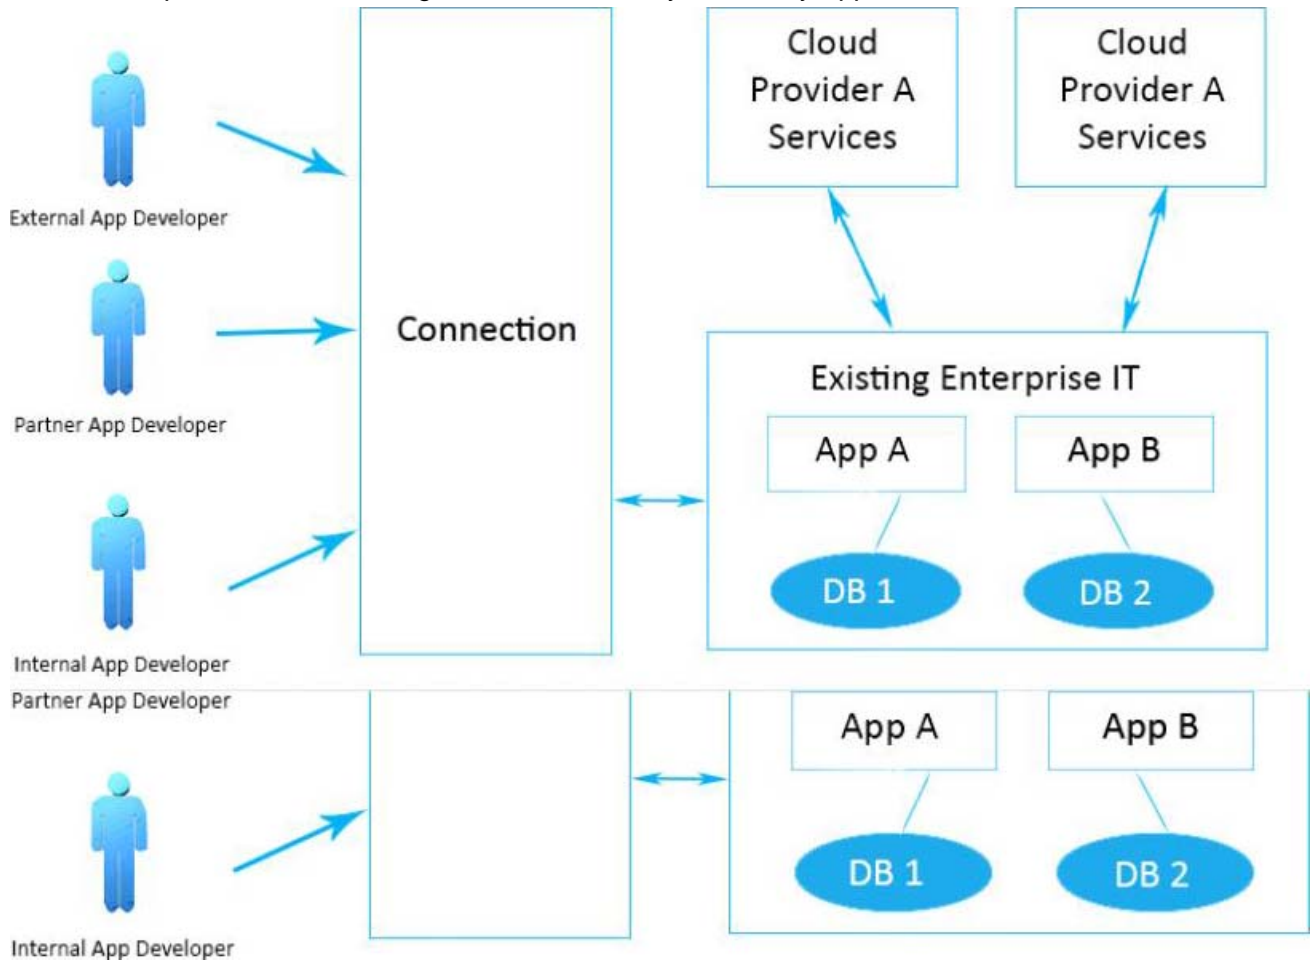 Cloud
Provider A
Services
Cloud
Provider A
Services
External App Developer
Connection
Partner App Developer
Existing Enterprise IT
App A
App B
DB 1
DB 2
Internal App Developer
Partner App Developer
App A
App B
DB 1
DB 2
Internal App Developer